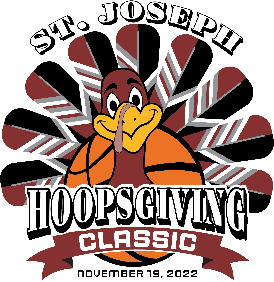 ST. JOSEPH
HOOPSGIVING
CLASSIC
NOVEMBER 19, 2022